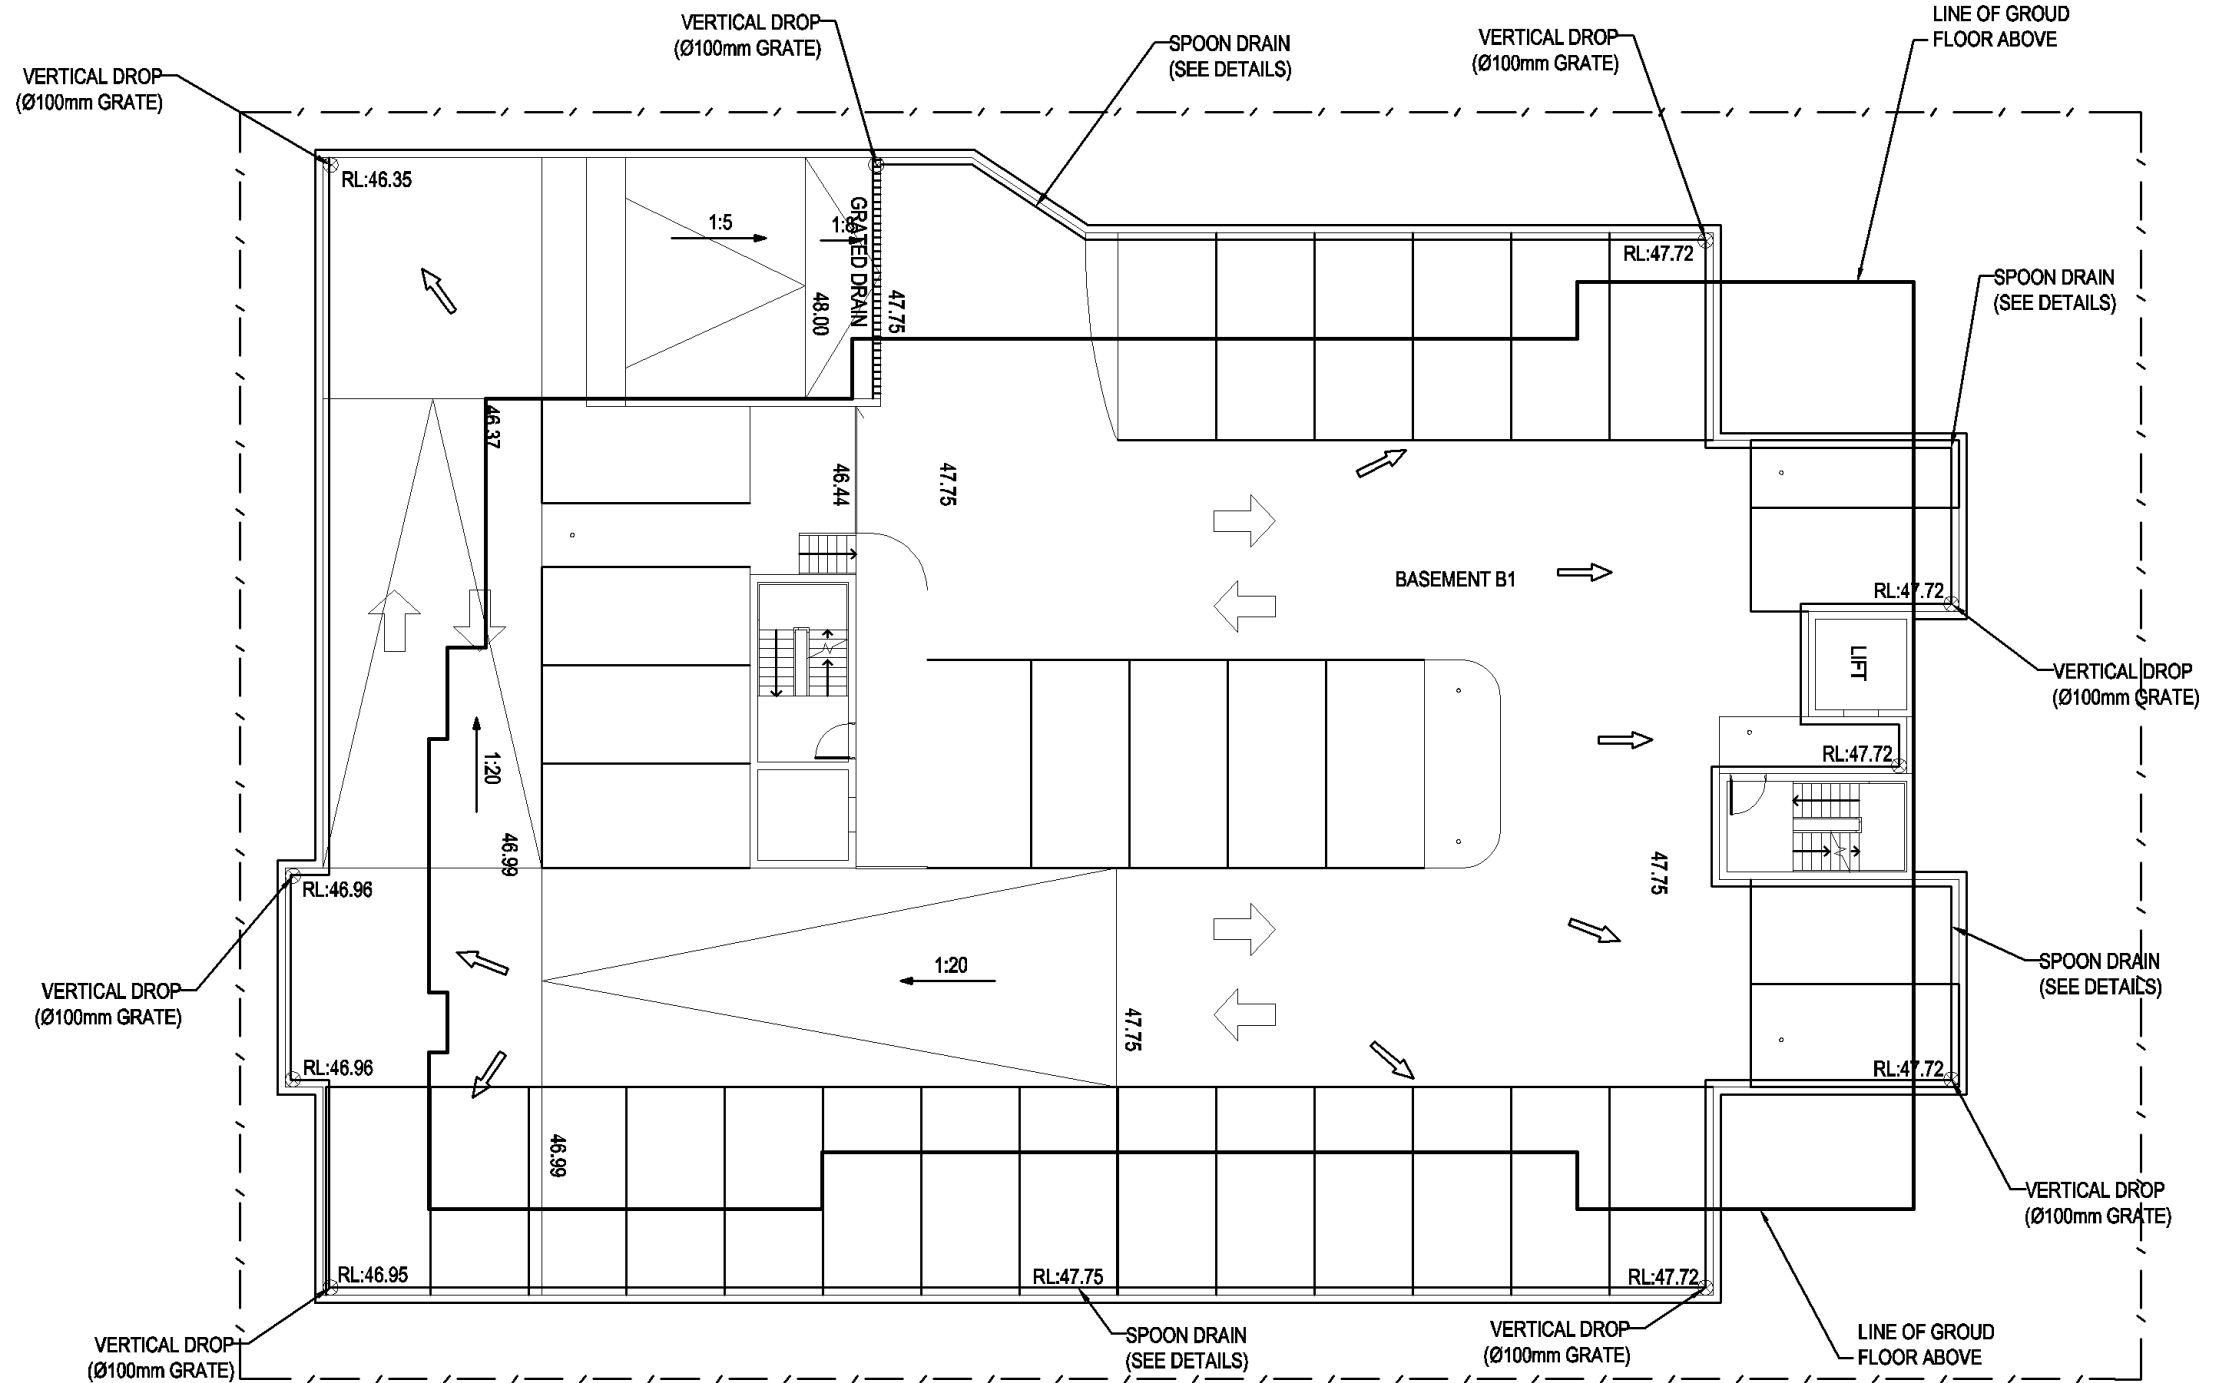 LINE OF GROUD
FLOOR ABOVE
VERTICAL DROP
(Ø100mm GRATE)
SPOON DRAIN
(SEE DETAILS)
VERTICAL DROP
(Ø100mm GRATE)
VERTICAL DROP
(Ø100mm GRATE)
RL:46.35
1:5
1:8
GRATED DRAIN
48.00
47.75
RL:47.72
SPOON DRAIN
(SEE DETAILS)
46.37
46.44
47.75
BASEMENT B1
RL:47.72
LIFT
VERTICAL DROP
(Ø100mm GRATE)
1:20
RL:47.72
46.99
47.75
RL:46.96
1:20
SPOON DRAIN
(SEE DETAILS)
VERTICAL DROP
(Ø100mm GRATE)
47.75
RL:46.96
RL:47.72
46.99
VERTICAL DROP
(Ø100mm GRATE)
RL:46.95
RL:47.75
RL:47.72
VERTICAL DROP
(Ø100mm GRATE)
SPOON DRAIN
(SEE DETAILS)
VERTICAL DROP
(Ø100mm GRATE)
LINE OF GROUD
FLOOR ABOVE